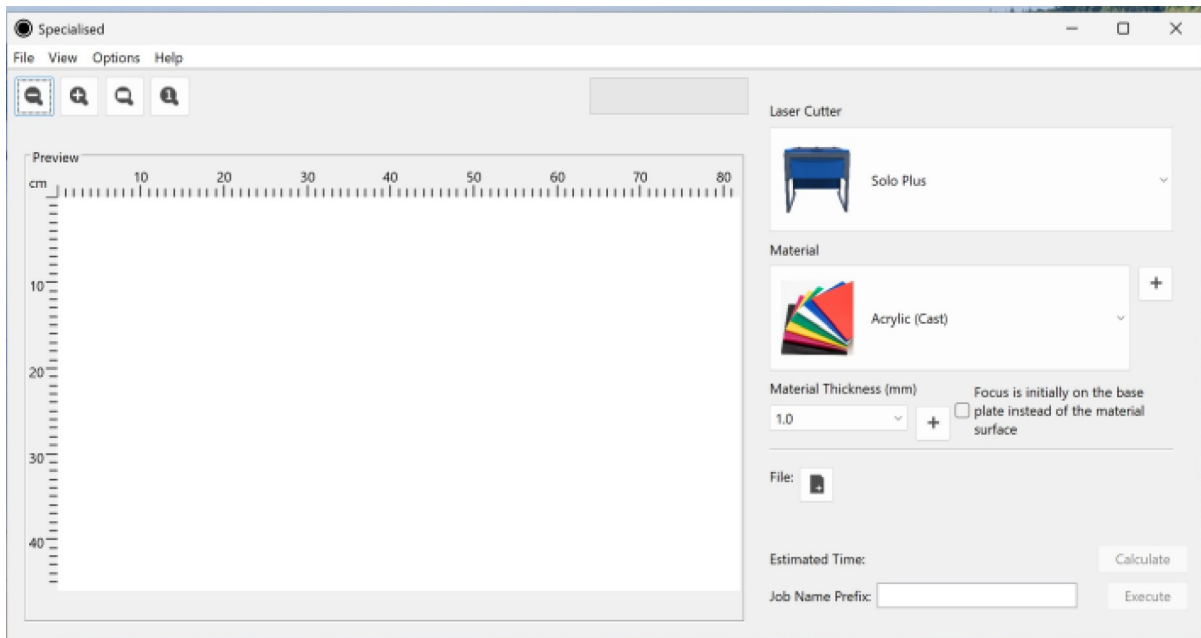 Specialised
File View Options Help
1
Laser Cutter
Preview
cm 10 20 30 40 50 60 70 80
Solo Plus
Material
10
Acrylic (Cast)
20
Material Thickness (mm)
1.0
Focus is initially on the base
plate instead of the material
surface
30
File:
40
Estimated Time:
Calculate
Job Name Prefix:
Execute